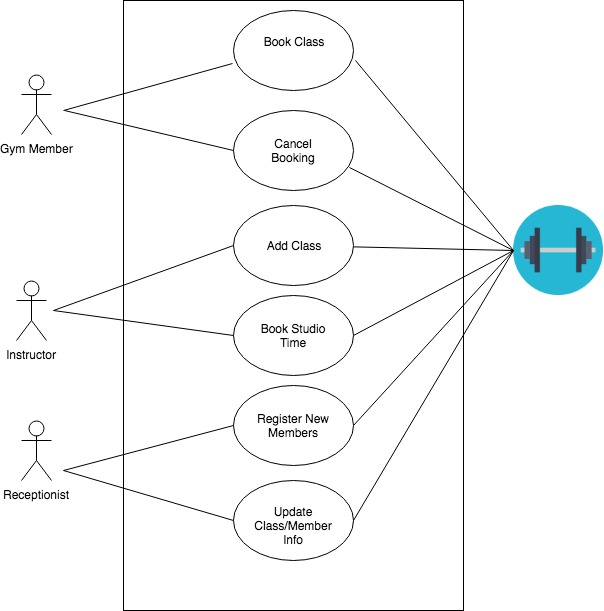 Book Class
Gym Member
Cancel
Booking
Add Class
Instructor
Book Studio
Time
Register New
Members
Receptionist
Update
Class/Member
Info